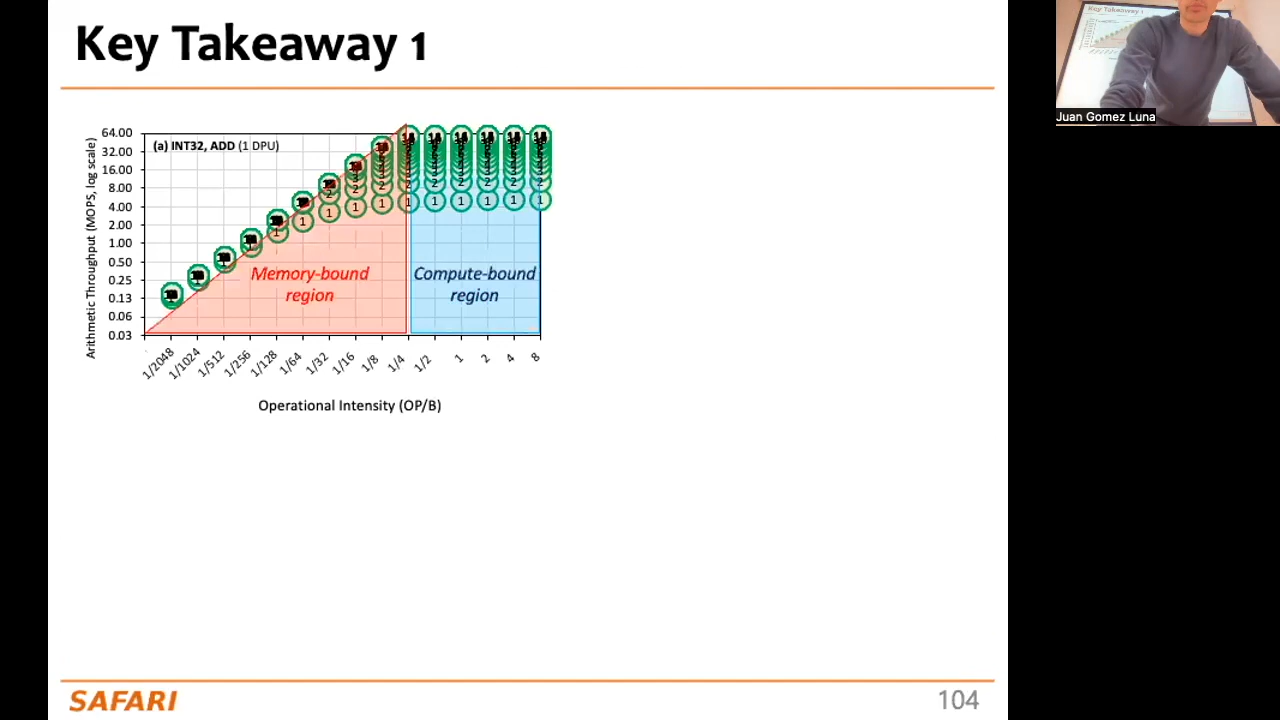 Key Takeaway 1
Key Takeaway 1
Juan Gomez Luna
Arithmetic Throughput (MOPS, log scale)
64.00
32.00
16.00
8.00
4.00
2.00
1.00
0.50
0.25
0.13
0.06
0.03
(a) INT32, ADD (1 DPU)
Memory-bound
region
Compute-bound
region
1/2048
1/1024
1/512
1/256
1/128
1/64
1/32
1/16
1/8
1/4
1/2
1
2
4
8
Operational Intensity (OP/B)
SAFARI
104